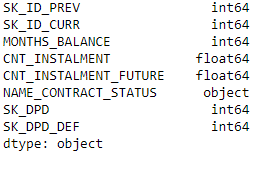 SK_ID_PREV int64
SK_ID_CURR int64
MONTHS_BALANCE int64
CNT_INSTALMENT float64
CNT_INSTALMENT_FUTURE float64
NAME_CONTRACT_STATUS object
SK_DPD int64
SK_DPD_DEF int64
dtype: object